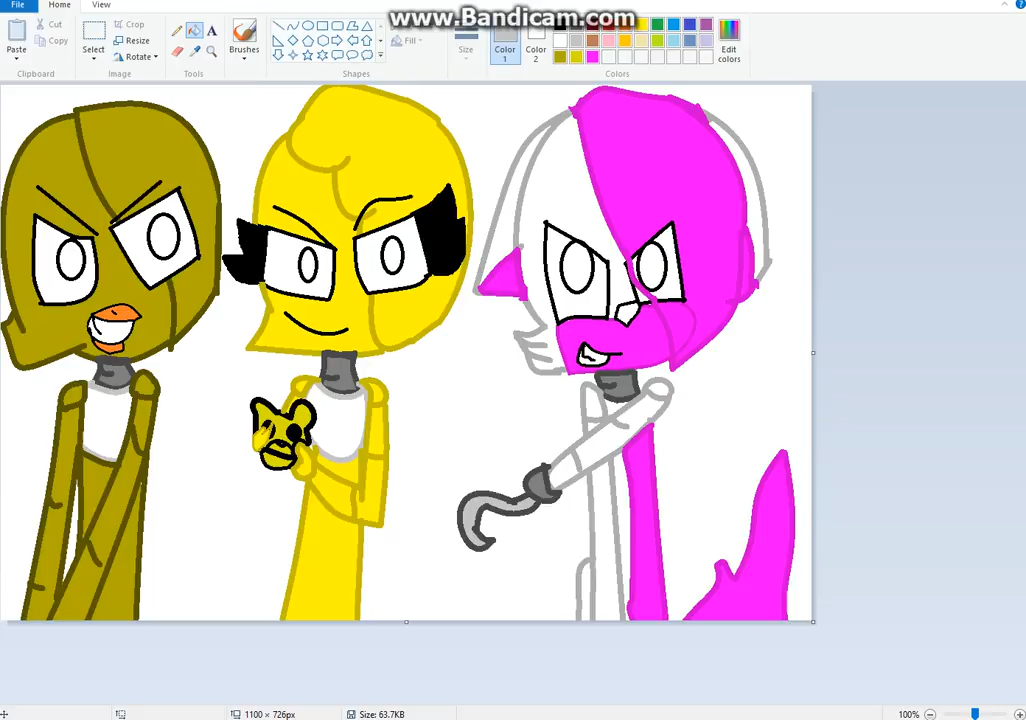 www.Bandicam.com
File
Home
View
Paste
Cut
Copy
Clipboard
Select
Crop
Resize
Rotate
Image
A
Tools
Brushes
Shapes
Fill
Size
Color 1
Color 2
Edit colors
Colors
1100 × 726px
Size: 63.7KB
100%